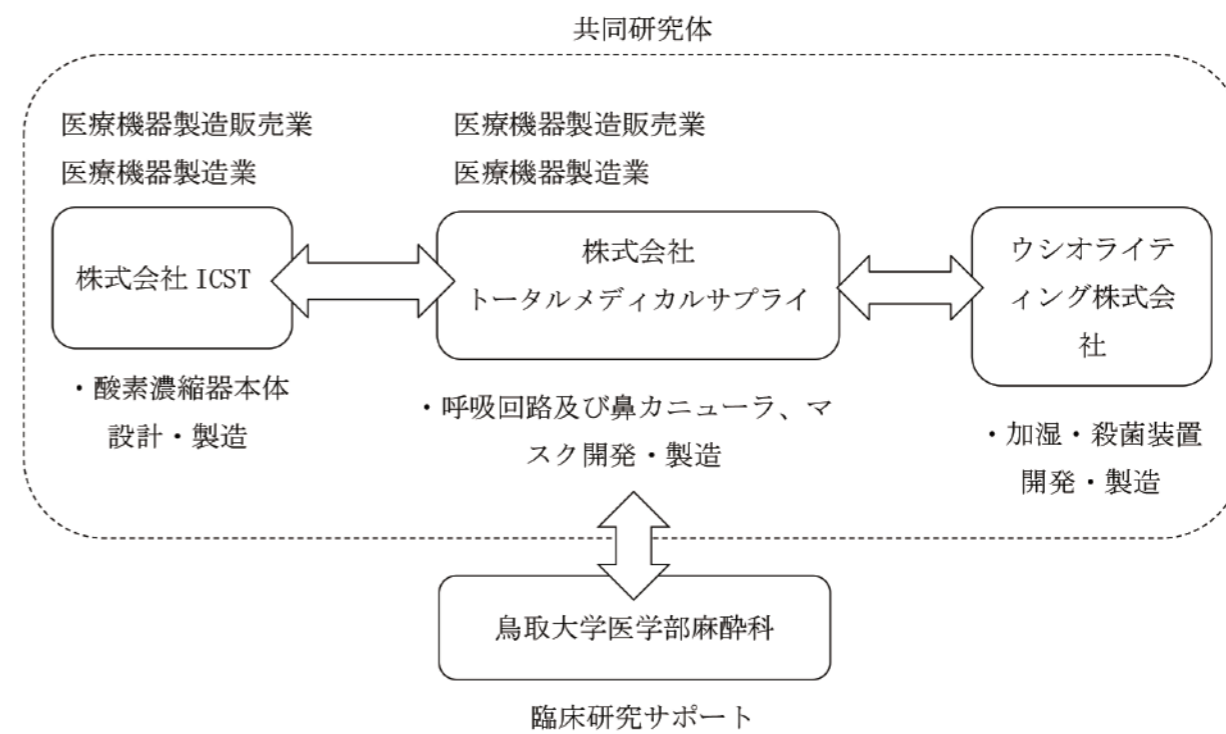 共同研究体
医療機器製造販売業
医療機器製造業
株式会社 ICST
・酸素濃縮器本体
設計・製造
医療機器製造販売業
医療機器製造業
株式会社
トータルメディカルサプライ
・呼吸回路及び鼻カニューラ、マ
スク開発・製造
ウシオライテ
ィング株式会
社
・加湿・殺菌装置
開発・製造
鳥取大学医学部麻酔科
臨床研究サポート